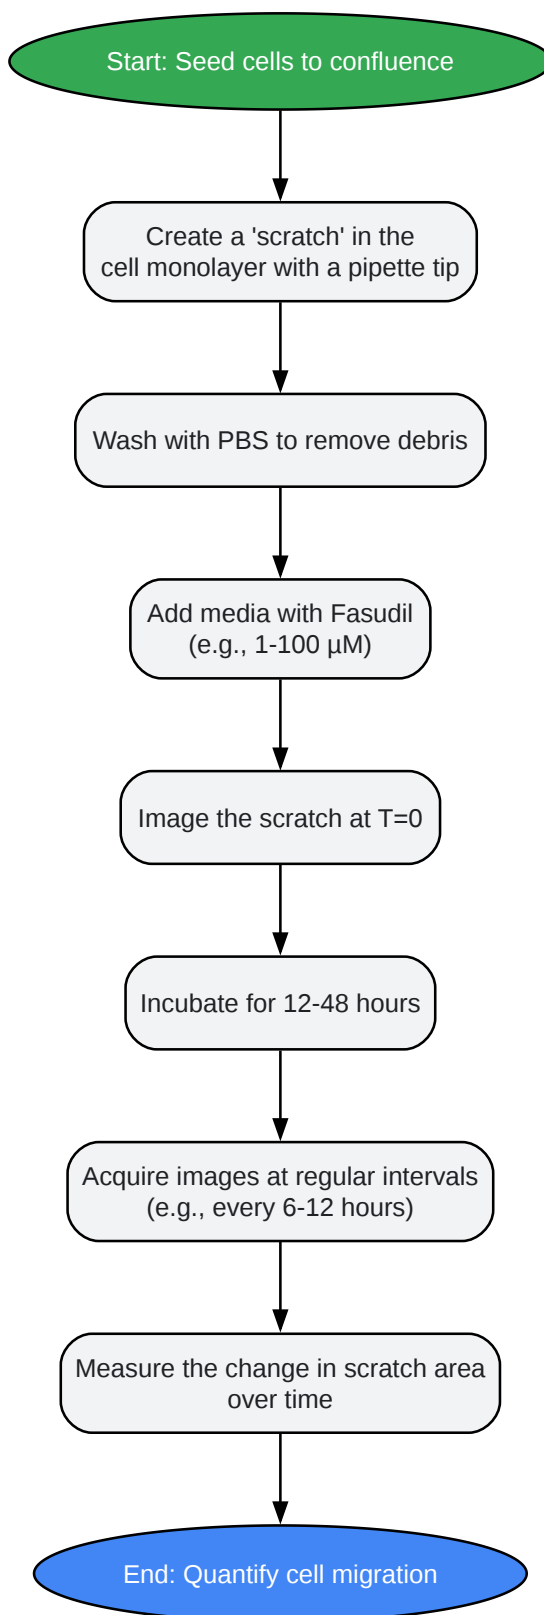 Start: Seed cells to confluence
Create a 'scratch' in the
cell monolayer with a pipette tip
Wash with PBS to remove debris
Add media with Fasudil
(e.g., 1-100 µM)
Image the scratch at T=0
Incubate for 12-48 hours
Acquire images at regular intervals
(e.g., every 6-12 hours)
Measure the change in scratch area
over time
End: Quantify cell migration